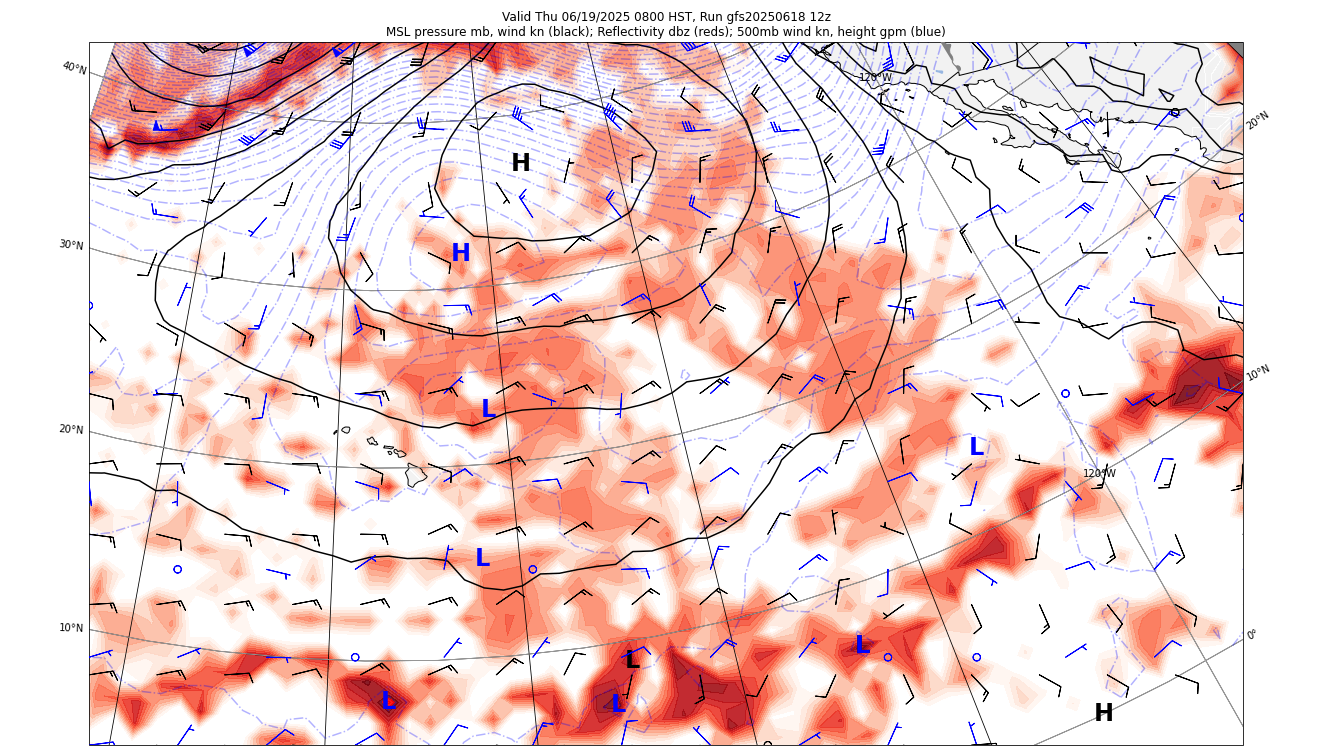 Valid Thu 06/19/2025 0800 HST, Run gfs20250618 12z
MSL pressure mb, wind kn (black); Reflectivity dbz (reds); 500mb wind kn, height gpm (blue)
40°N
120°W
20°N
H
30°N
H
10°N
L
20°N
L
120°W
L
10°N
0°
L
L
L
L
H